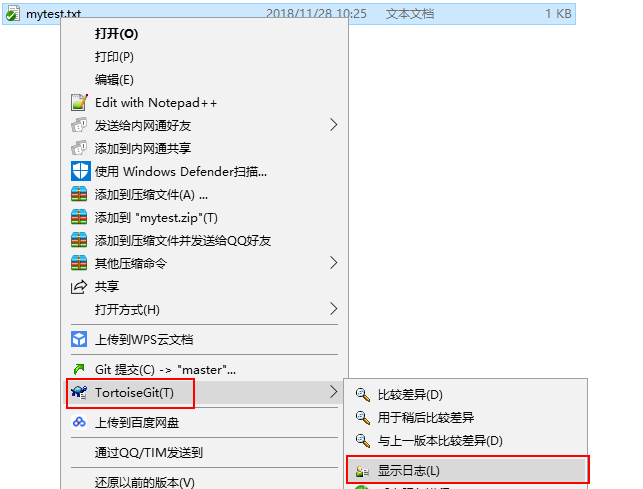 mytest.txt 2018/11/28 10:25 文本文档 1 KB
打开(O)
打印(P)
编辑(E)
Edit with Notepad++
发送给内网通好友
添加到内网通共享
使用 Windows Defender扫描...
添加到压缩文件(A) ...
添加到 "mytest.zip"(T)
添加到压缩文件并发送给QQ好友
其他压缩命令
共享
打开方式(H)
上传到WPS云文档
Git 提交(C) -> "master"...
TortoiseGit(T)
上传到百度网盘
通过QQ/TIM发送到
还原以前的版本(V)
比较差异(D)
用于稍后比较差异
与上一版本比较差异(D)
显示日志(L)